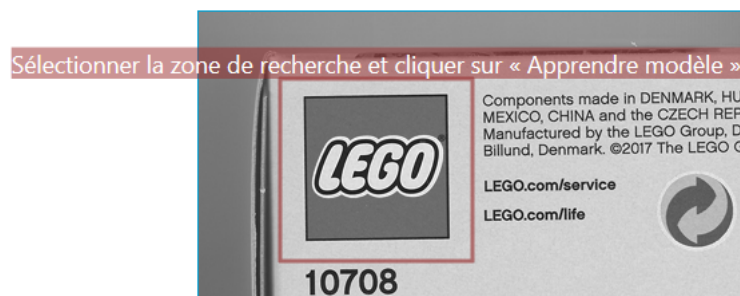 Sélectionner la zone de recherche et cliquer sur « Apprendre modèle »
Components made in DENMARK, HU
MEXICO, CHINA and the CZECH REP
Manufactured by the LEGO Group, D
Billund, Denmark. ©2017 The LEGO G
LEGO
LEGO.com/service
LEGO.com/life
10708